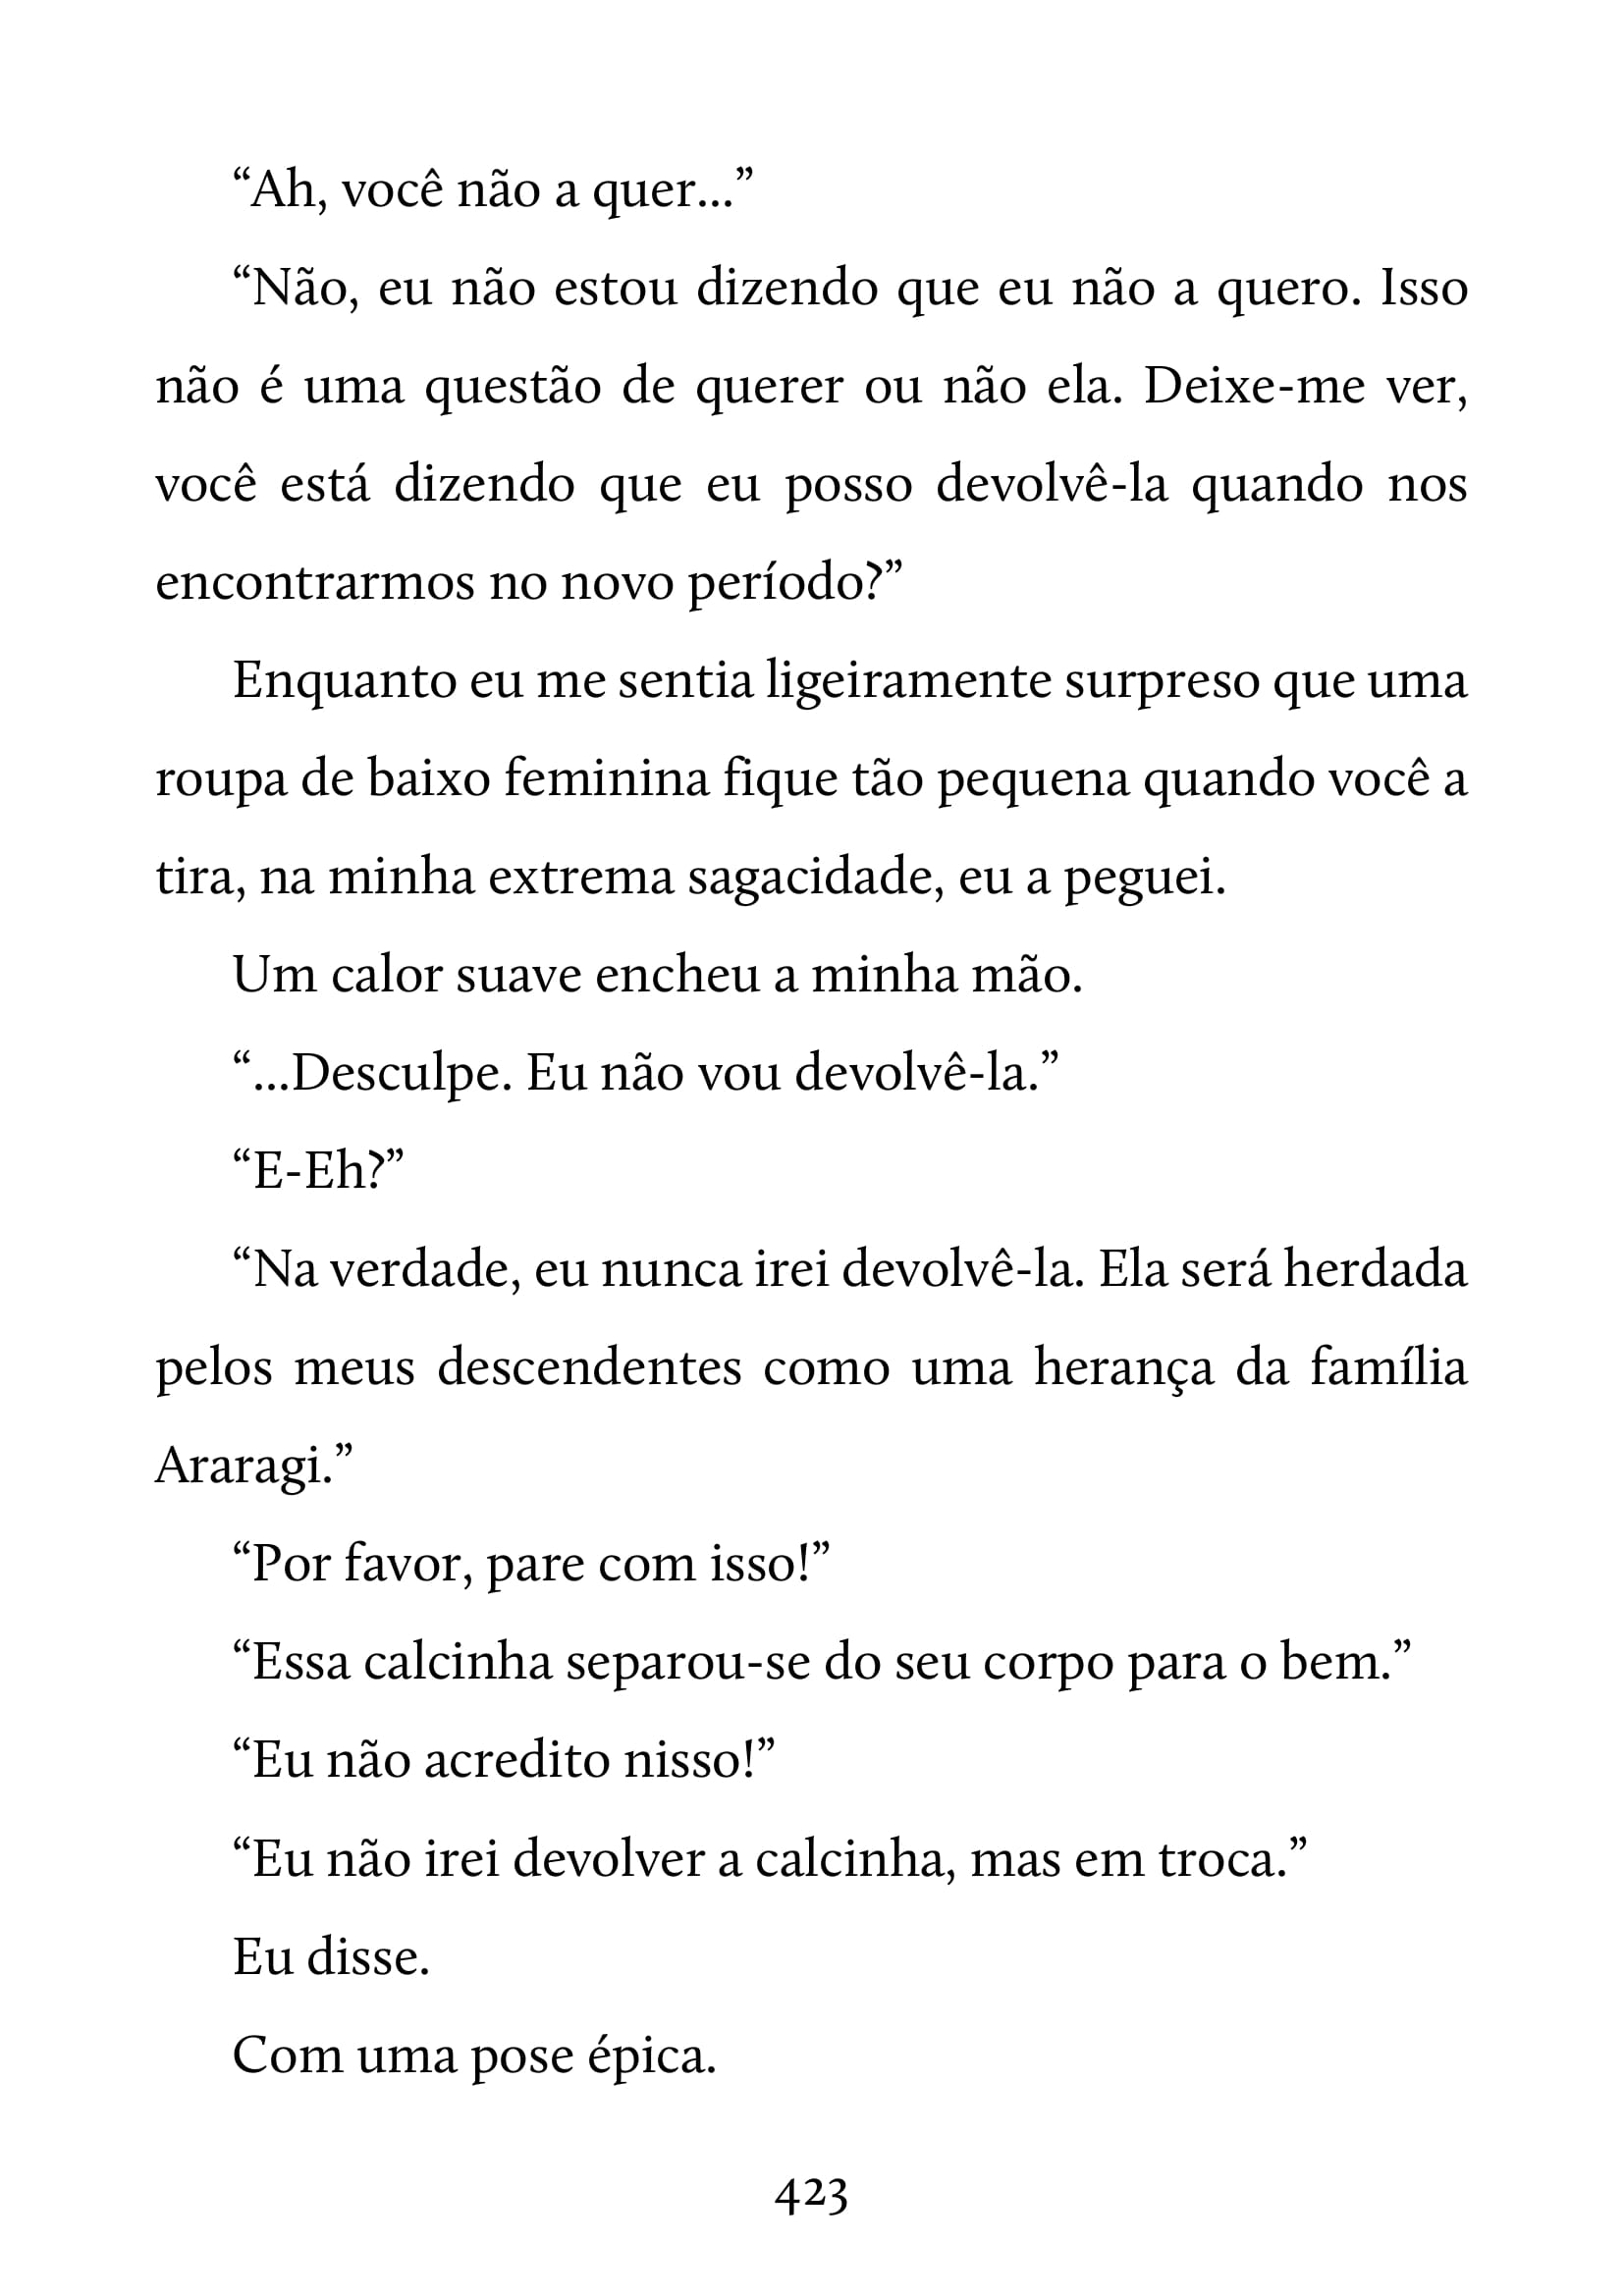 “Ah, você não a quer...”
“Não, eu não estou dizendo que eu não a quero. Isso
não é uma questão de querer ou não ela. Deixe-me ver,
você está dizendo que eu posso devolvê-la quando nos
encontrarmos no novo período?”
Enquanto eu me sentia ligeiramente surpreso que uma
roupa de baixo feminina fique tão pequena quando você a
tira, na minha extrema sagacidade, eu a peguei.
Um calor suave encheu a minha mão.
“...Desculpe. Eu não vou devolvê-la.”
“E-Eh?”
“Na verdade, eu nunca irei devolvê-la. Ela será herdada
pelos meus descendentes como uma herança da família
Araragi.”
“Por favor, pare com isso!”
“Essa calcinha separou-se do seu corpo para o bem.”
“Eu não acredito nisso!”
“Eu não irei devolver a calcinha, mas em troca.”
Eu disse.
Com uma pose épica.
423